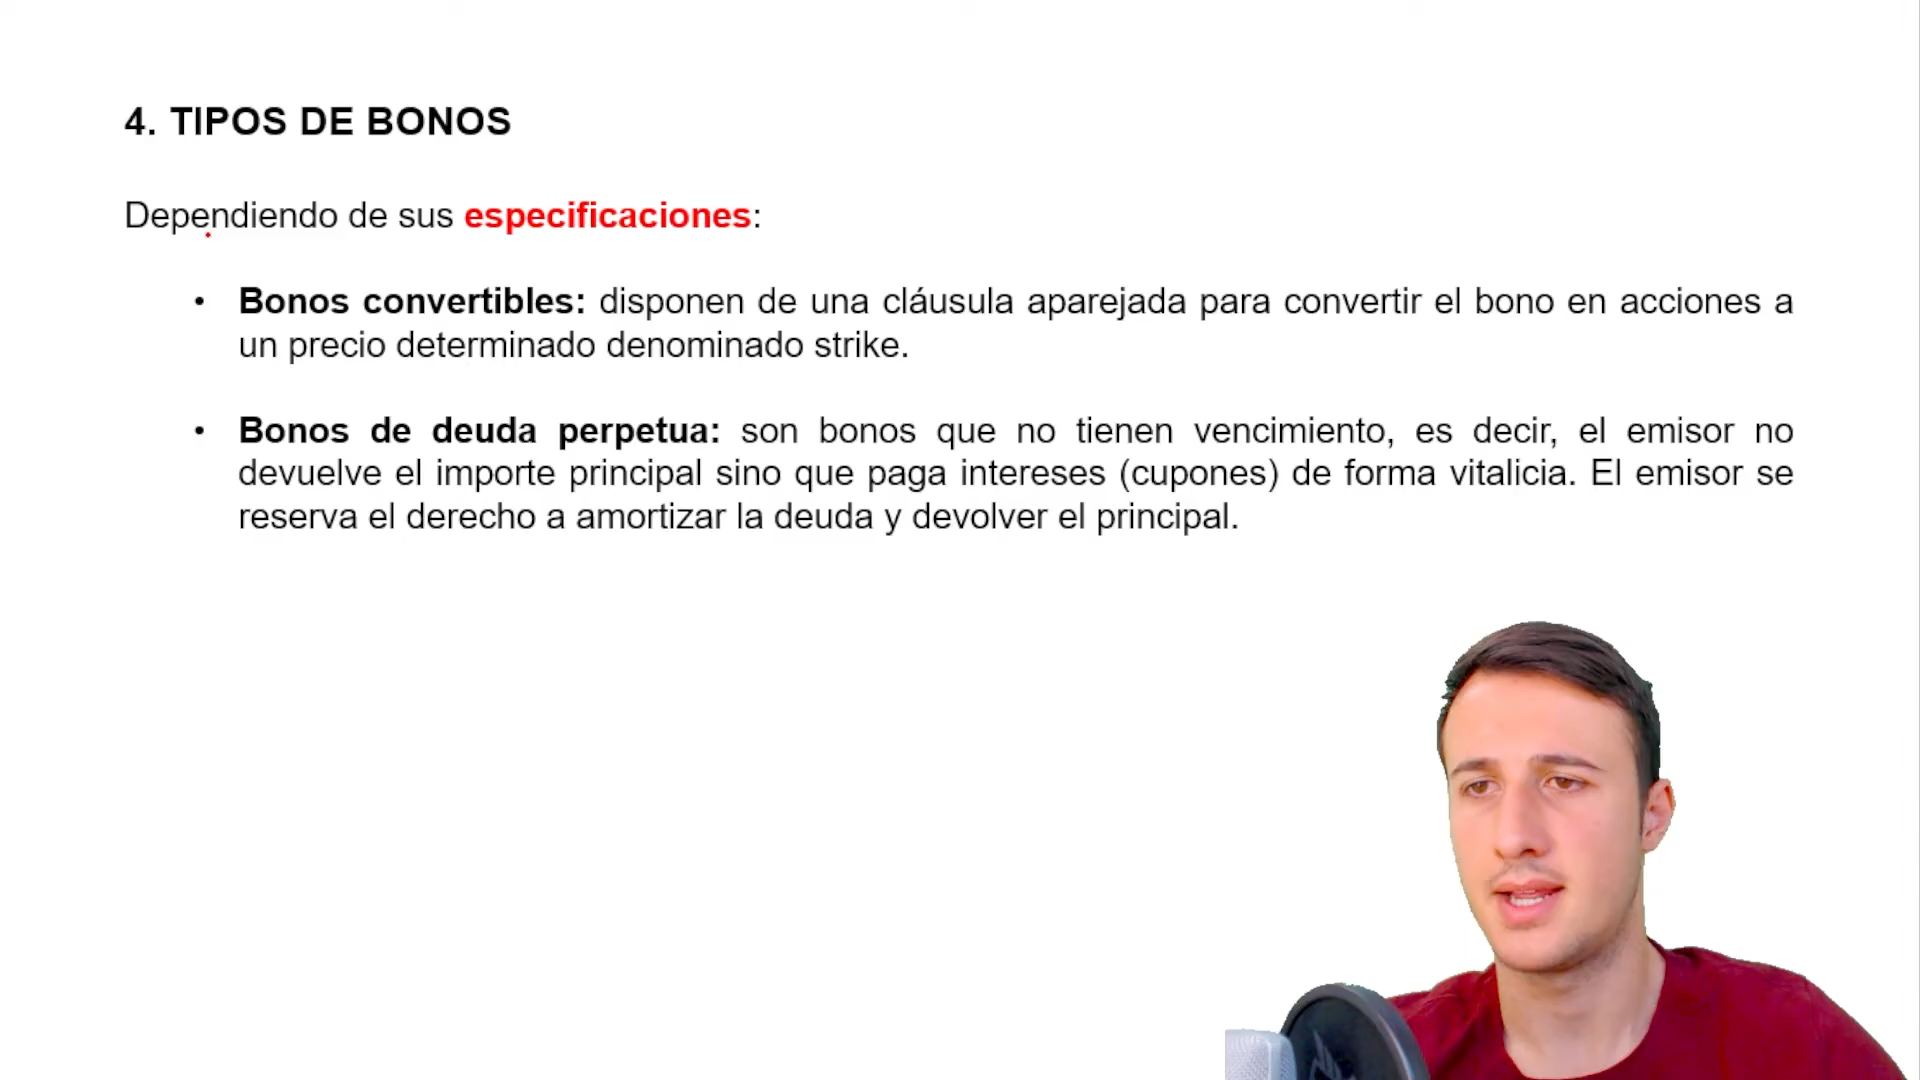 4. TIPOS DE BONOS
Dependiendo de sus especificaciones:
• Bonos convertibles: disponen de una cláusula aparejada para convertir el bono en acciones a
un precio determinado denominado strike.
• Bonos de deuda perpetua: son bonos que no tienen vencimiento, es decir, el emisor no
devuelve el importe principal sino que paga intereses (cupones) de forma vitalicia. El emisor se
reserva el derecho a amortizar la deuda y devolver el principal.